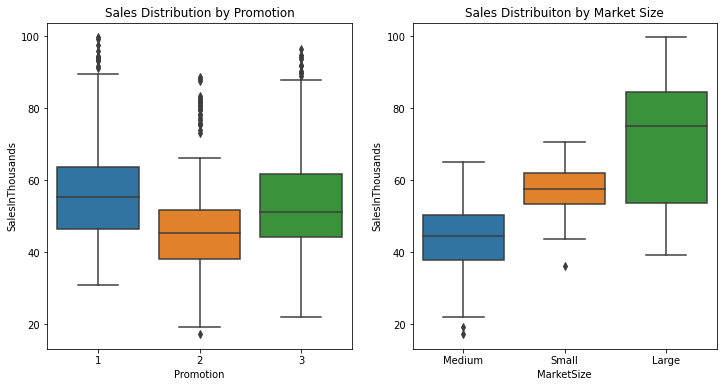 Sales Distribution by Promotion
SalesInThousands
100
80
60
40
20
1
2
3
Promotion
Sales Distribuiton by Market Size
SalesInThousands
100
80
60
40
20
Medium
Small
Large
MarketSize